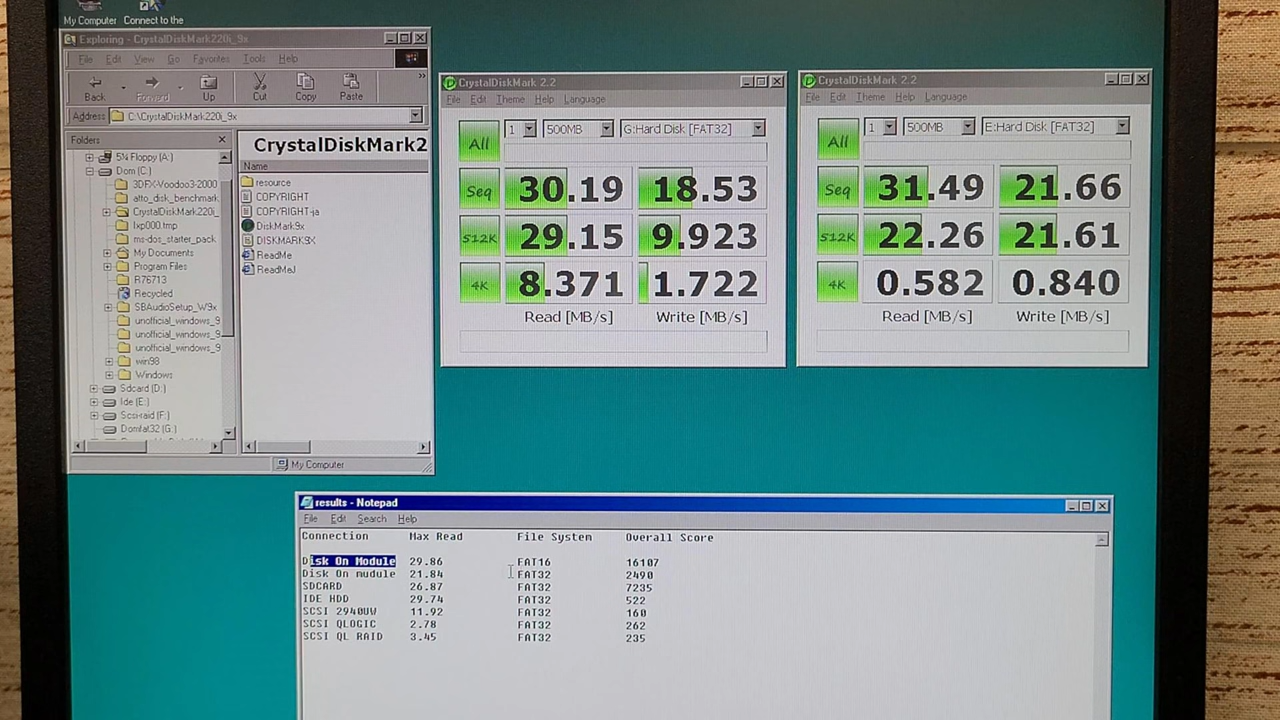 My Computer Connect to the
Exploring - CrystalDiskMark220i_9x
File Edit View Go Favorites Tools Help
Back Forward Up Cut Copy Paste
Address C:\CrystalDiskMark220i_9x
Folders
5¼ Floppy (A:)
Dom (C:)
3DFX-Voodoo3-2000
atto_disk_benchmark
CrystalDiskMark220i_
Ixp000.tmp
ms-dos_starter_pack
My Documents
Program Files
R76713
Recycled
SBAudioSetup_W9x
unofficial_windows_9
unofficial_windows_9
unofficial_windows_9
win98
Windows
Sdcard (D:)
Ide (E:)
Scsi-raid (F:)
Domfat32 (G:)
CrystalDiskMark2
Name
resource
COPYRIGHT
COPYRIGHT-ja
DiskMark9x
DISKMARK9X
ReadMe
ReadMeJ
My Computer
CrystalDiskMark 2.2
File Edit Theme Help Language
All 1 500MB G:Hard Disk [FAT32]
Seq 30.19 18.53
512K 29.15 9.923
4K 8.371 1.722
Read [MB/s] Write [MB/s]
CrystalDiskMark 2.2
File Edit Theme Help Language
All 1 500MB E:Hard Disk [FAT32]
Seq 31.49 21.66
512K 22.26 21.61
4K 0.582 0.840
Read [MB/s] Write [MB/s]
results - Notepad
File Edit Search Help
Connection Max Read File System Overall Score
Disk On Module 29.86 FAT16 16107
Disk On mudule 21.84 FAT32 2490
SDCARD 26.87 FAT32 7235
IDE HDD 29.74 FAT32 522
SCSI 2940UW 11.92 FAT32 160
SCSI QLOGIC 2.78 FAT32 262
SCSI QL RAID 3.45 FAT32 235